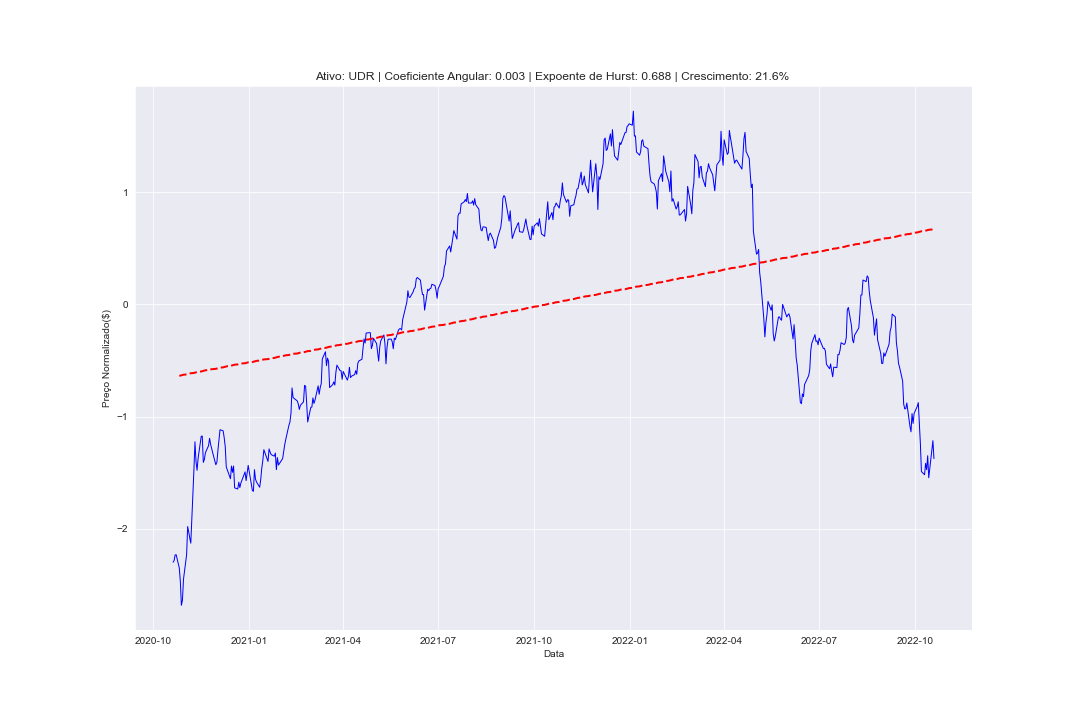 Ativo: UDR | Coeficiente Angular: 0.003 | Expoente de Hurst: 0.688 | Crescimento: 21.6%
Preço Normalizado($)
1
0
−1
−2
2020-10 2021-01 2021-04 2021-07 2021-10 2022-01 2022-04 2022-07 2022-10
Data